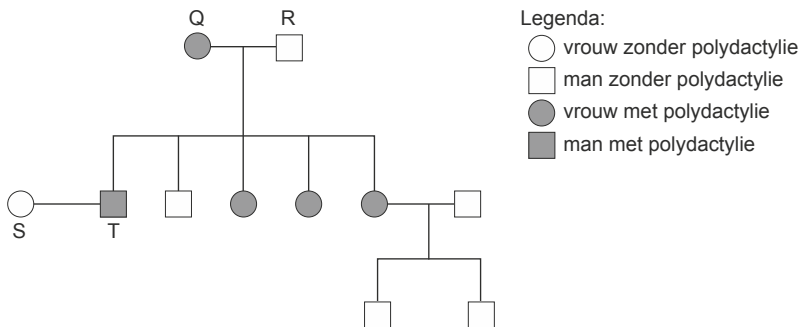 Q R
S T
Legenda:
vrouw zonder polydactylie
man zonder polydactylie
vrouw met polydactylie
man met polydactylie